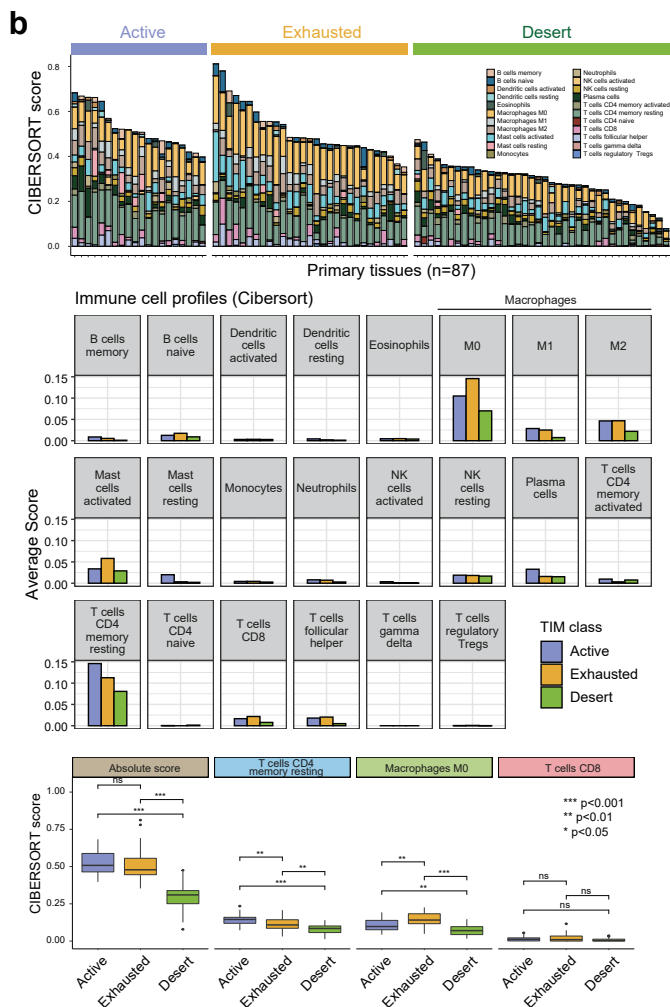 b
Active Exhausted Desert
CIBERSORT score
0.8
0.6
0.4
0.2
0.0
B cells memory
B cells naive
Dendritic cells activated
Dendritic cells resting
Eosinophils
Macrophages M0
Macrophages M1
Macrophages M2
Mast cells activated
Mast cells resting
Monocytes
Neutrophils
NK cells activated
NK cells resting
Plasma cells
T cells CD4 memory activated
T cells CD4 memory resting
T cells CD4 naive
T cells CD8
T cells follicular helper
T cells gamma delta
T cells regulatory Tregs
Primary tissues (n=87)
Immune cell profiles (Cibersort)
Macrophages
B cells memory
B cells naive
Dendritic cells activated
Dendritic cells resting
Eosinophils
M0
M1
M2
0.15
0.10
0.05
0.00
Mast cells activated
Mast cells resting
Monocytes
Neutrophils
NK cells activated
NK cells resting
Plasma cells
T cells CD4 memory activated
0.15
0.10
0.05
0.00
Average Score
T cells CD4 memory resting
T cells CD4 naive
T cells CD8
T cells follicular helper
T cells gamma delta
T cells regulatory Tregs
0.15
0.10
0.05
0.00
TIM class
Active
Exhausted
Desert
Absolute score
T cells CD4 memory resting
Macrophages M0
T cells CD8
CIBERSORT score
1.00
0.75
0.50
0.25
0.00
ns
***
***
**
**
***
**
***
**
ns
ns
ns
*** p<0.001
** p<0.01
* p<0.05
Active Exhausted Desert
Active Exhausted Desert
Active Exhausted Desert
Active Exhausted Desert